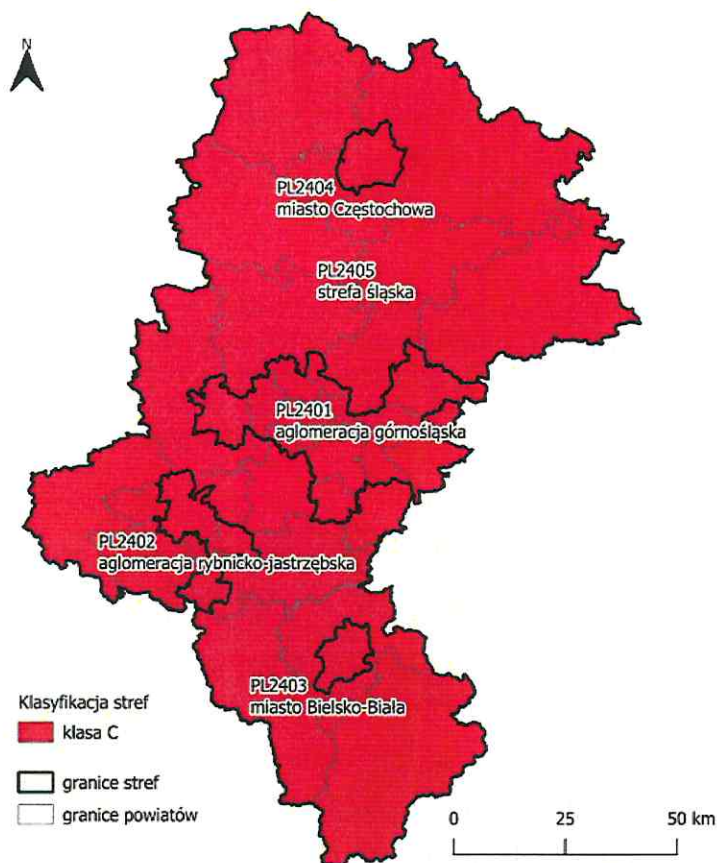 N
PL2404
miasto Częstochowa
PL2405
strefa śląska
PL2401
aglomeracja górnośląska
PL2402
aglomeracja rybnicko-jastrzębska
PL2403
miasto Bielsko-Biała
Klasyfikacja stref
klasa C
granice stref
granice powiatów
0 25 50 km